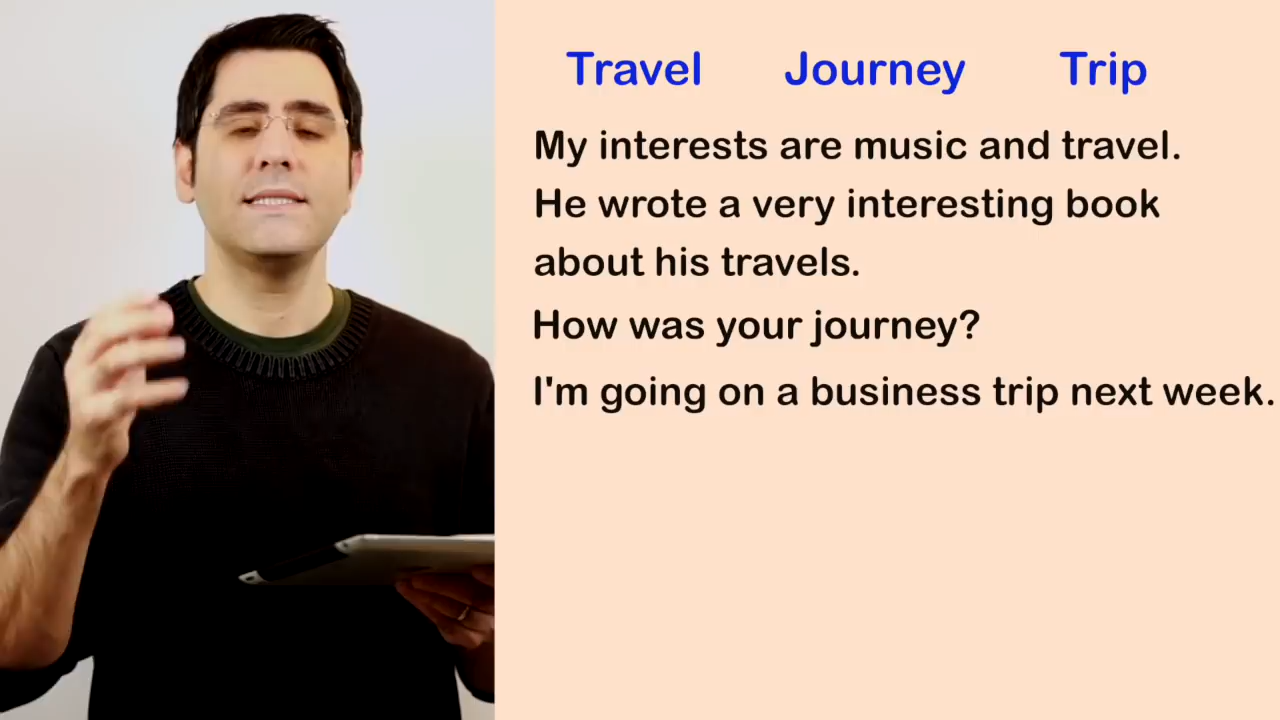 Travel Journey Trip
My interests are music and travel.
He wrote a very interesting book
about his travels.
How was your journey?
I'm going on a business trip next week.